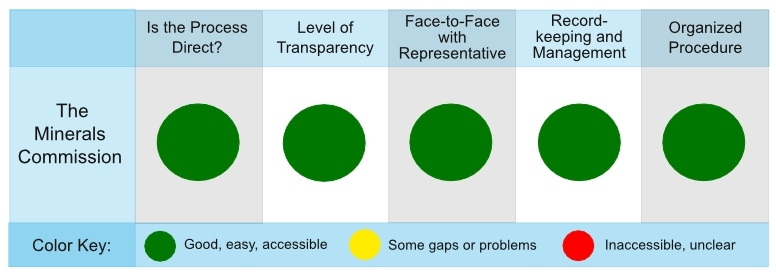 Is the Process
Direct?
Level of
Transparency
Face-to-Face
with
Representative
Record-
keeping and
Management
Organized
Procedure
The
Minerals
Commission
Color Key:
Good, easy, accessible
Some gaps or problems
Inaccessible, unclear